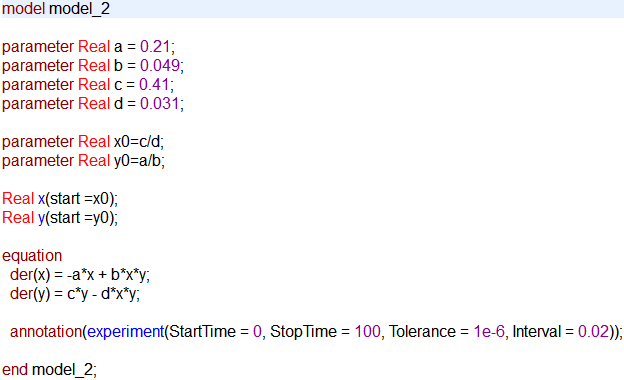 model model_2
parameter Real a = 0.21;
parameter Real b = 0.049;
parameter Real c = 0.41;
parameter Real d = 0.031;
parameter Real x0=c/d;
parameter Real y0=a/b;
Real x(start =x0);
Real y(start =y0);
equation
der(x) = -a*x + b*x*y;
der(y) = c*y - d*x*y;
annotation(experiment(StartTime = 0, StopTime = 100, Tolerance = 1e-6, Interval = 0.02));
end model_2;